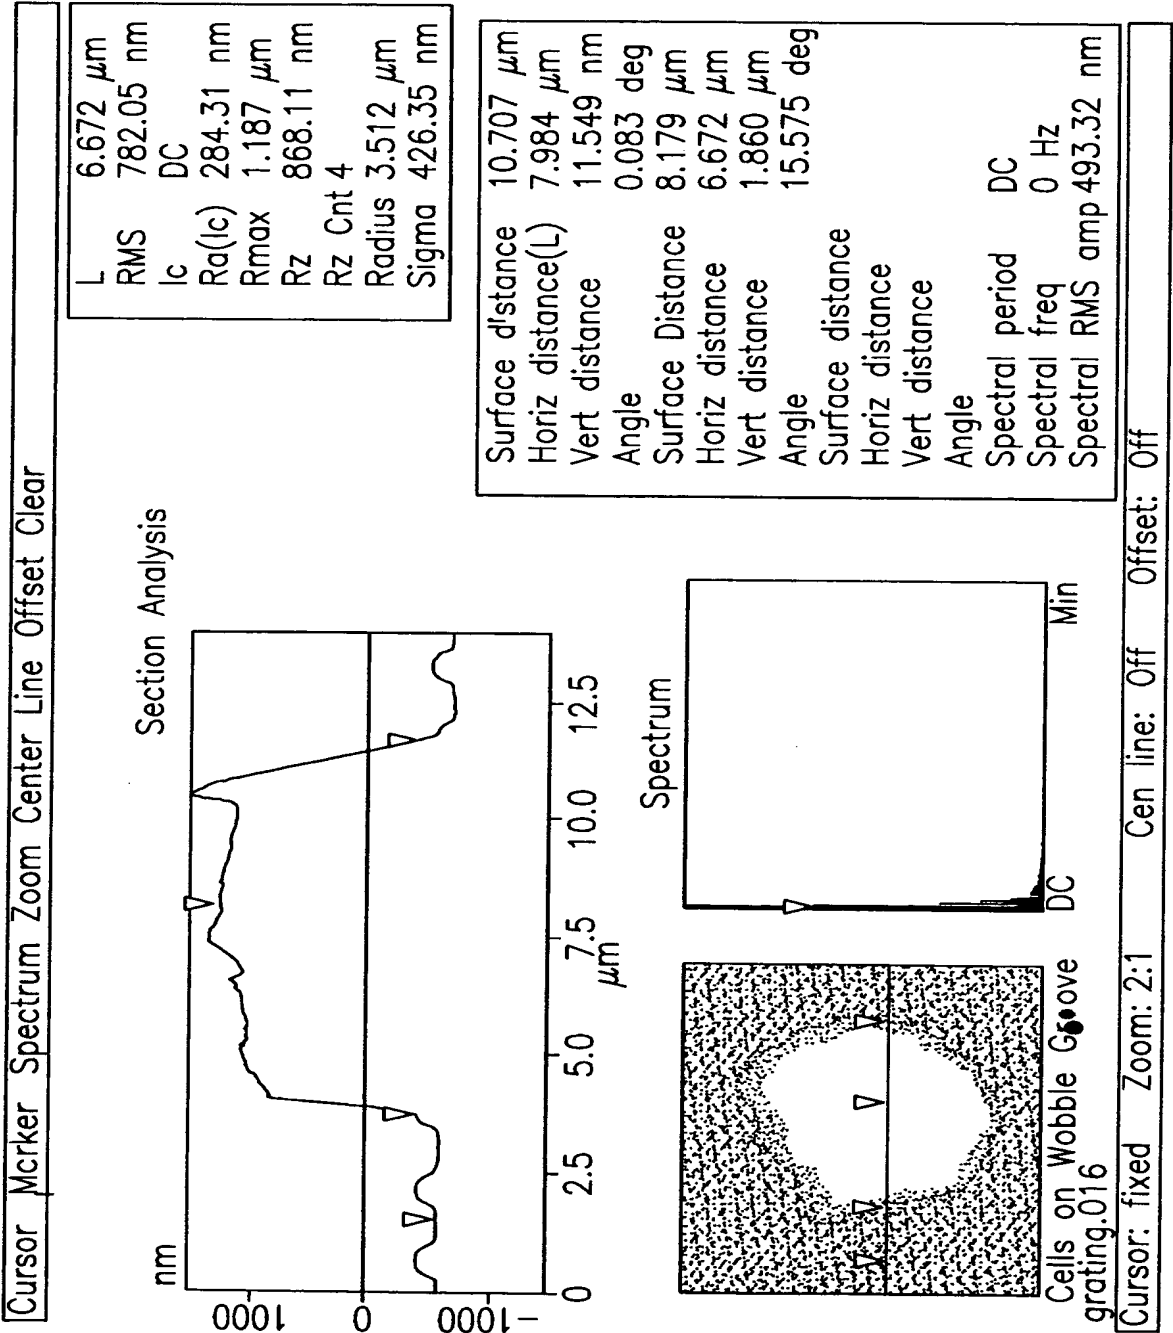 Cursor Mcrker Spectrum Zoom Center Line Offset Clear
Section Analysis
nm
1000
0
-1000
0
2.5
5.0
7.5
10.0
12.5
μm
L 6.672 μm
RMS 782.05 nm
lc DC
Ra(lc) 284.31 nm
Rmax 1.187 μm
Rz 868.11 nm
Rz Cnt 4
Radius 3.512 μm
Sigma 426.35 nm
Surface d'stance 10.707 μm
Horiz distance(L) 7.984 μm
Vert distance 11.549 nm
Angle 0.083 deg
Surface Distance 8.179 μm
Horiz distance 6.672 μm
Vert distance 1.860 μm
Angle 15.575 deg
Surface distance
Horiz distance
Vert distance
Angle
Spectral period DC
Spectral freq 0 Hz
Spectral RMS amp 493.32 nm
Spectrum
DC
Min
Cells on Wobble
grating.016
Cursor: fixed Zoom: 2:1 Cen line: Off Offset: Off